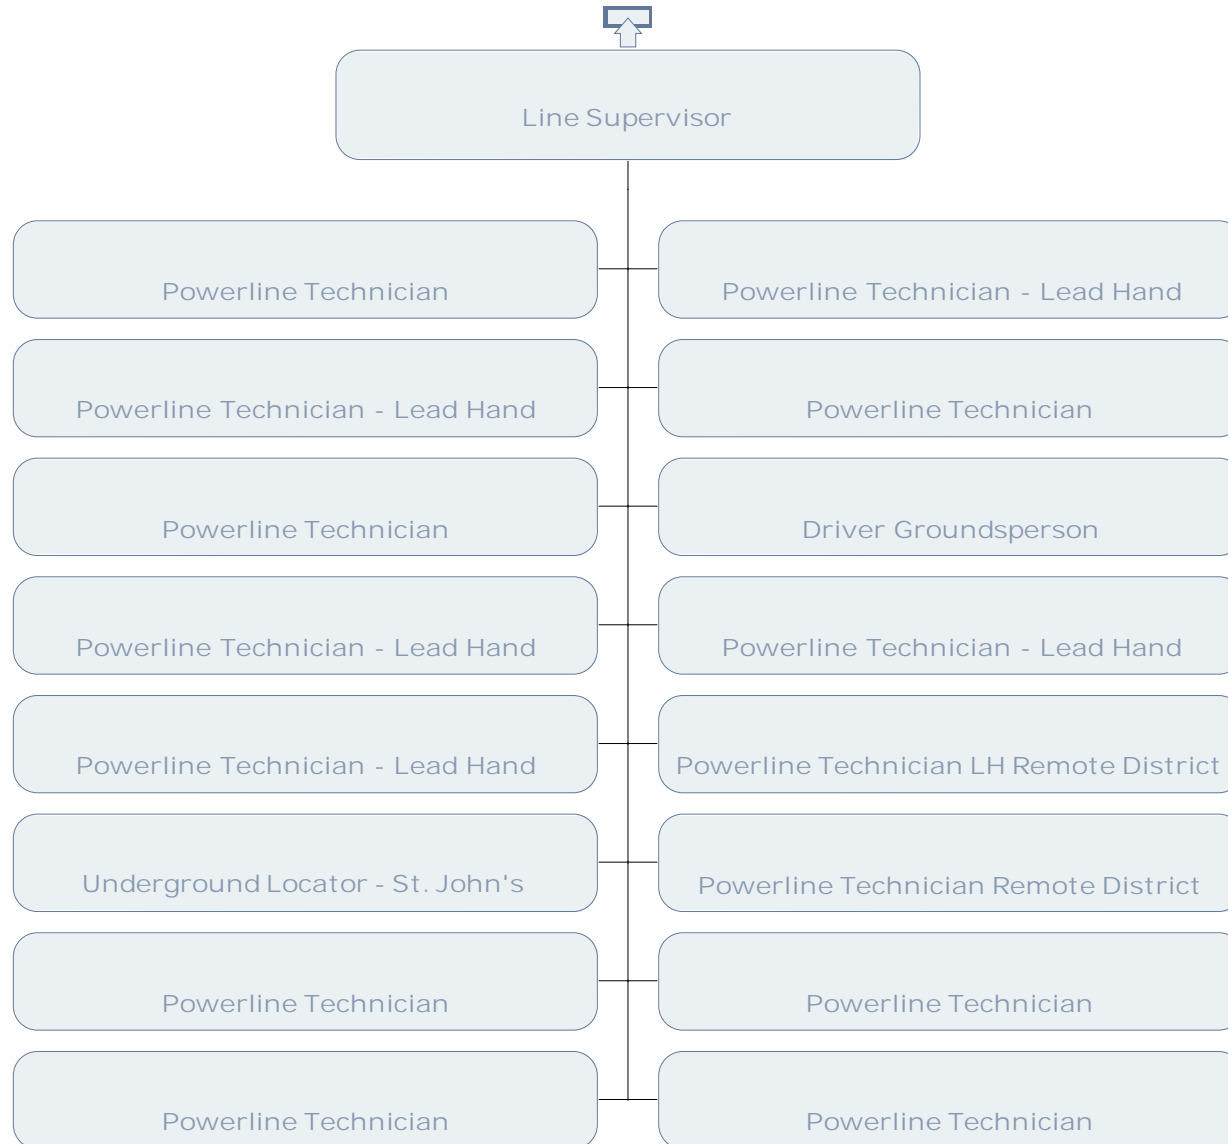 Line Supervisor
Powerline Technician
Powerline Technician - Lead Hand
Powerline Technician - Lead Hand
Powerline Technician
Powerline Technician
Driver Groundsperson
Powerline Technician - Lead Hand
Powerline Technician - Lead Hand
Powerline Technician - Lead Hand
Powerline Technician LH Remote District
Underground Locator - St. John's
Powerline Technician Remote District
Powerline Technician
Powerline Technician
Powerline Technician
Powerline Technician